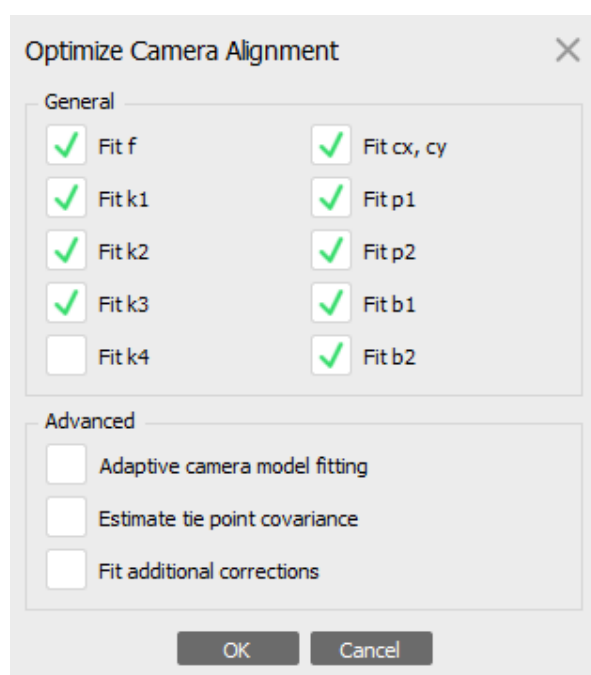 Optimize Camera Alignment
General
Fit f
Fit cx, cy
Fit k1
Fit p1
Fit k2
Fit p2
Fit k3
Fit b1
Fit k4
Fit b2
Advanced
Adaptive camera model fitting
Estimate tie point covariance
Fit additional corrections
OK
Cancel